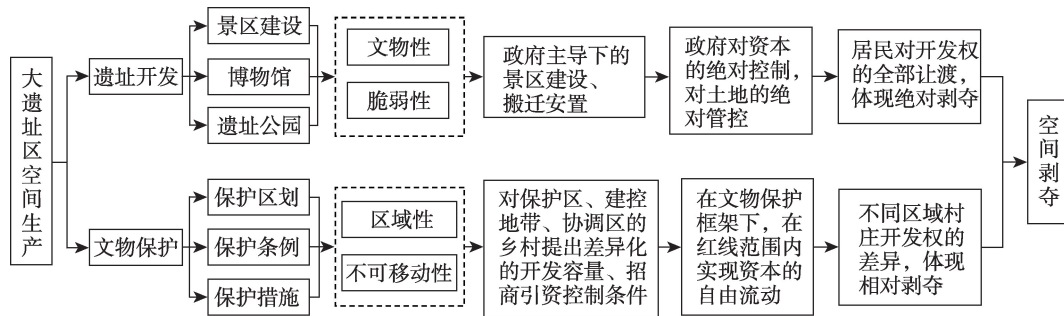 大遗址区空间生产
遗址开发
景区建设
博物馆
遗址公园
文物性
脆弱性
政府主导下的
景区建设、
搬迁安置
政府对资本
的绝对控制，
对土地的绝
对管控
居民对开发权
的全部让渡，
体现绝对剥夺
文物保护
保护区划
保护条例
保护措施
区域性
不可移动性
对保护区、建控
地带、协调区的
乡村提出差异化
的开发容量、招
商引资控制条件
在文物保护
框架下，在
红线范围内
实现资本的
自由流动
不同区域村
庄开发权的
差异，体现
相对剥夺
空间剥夺